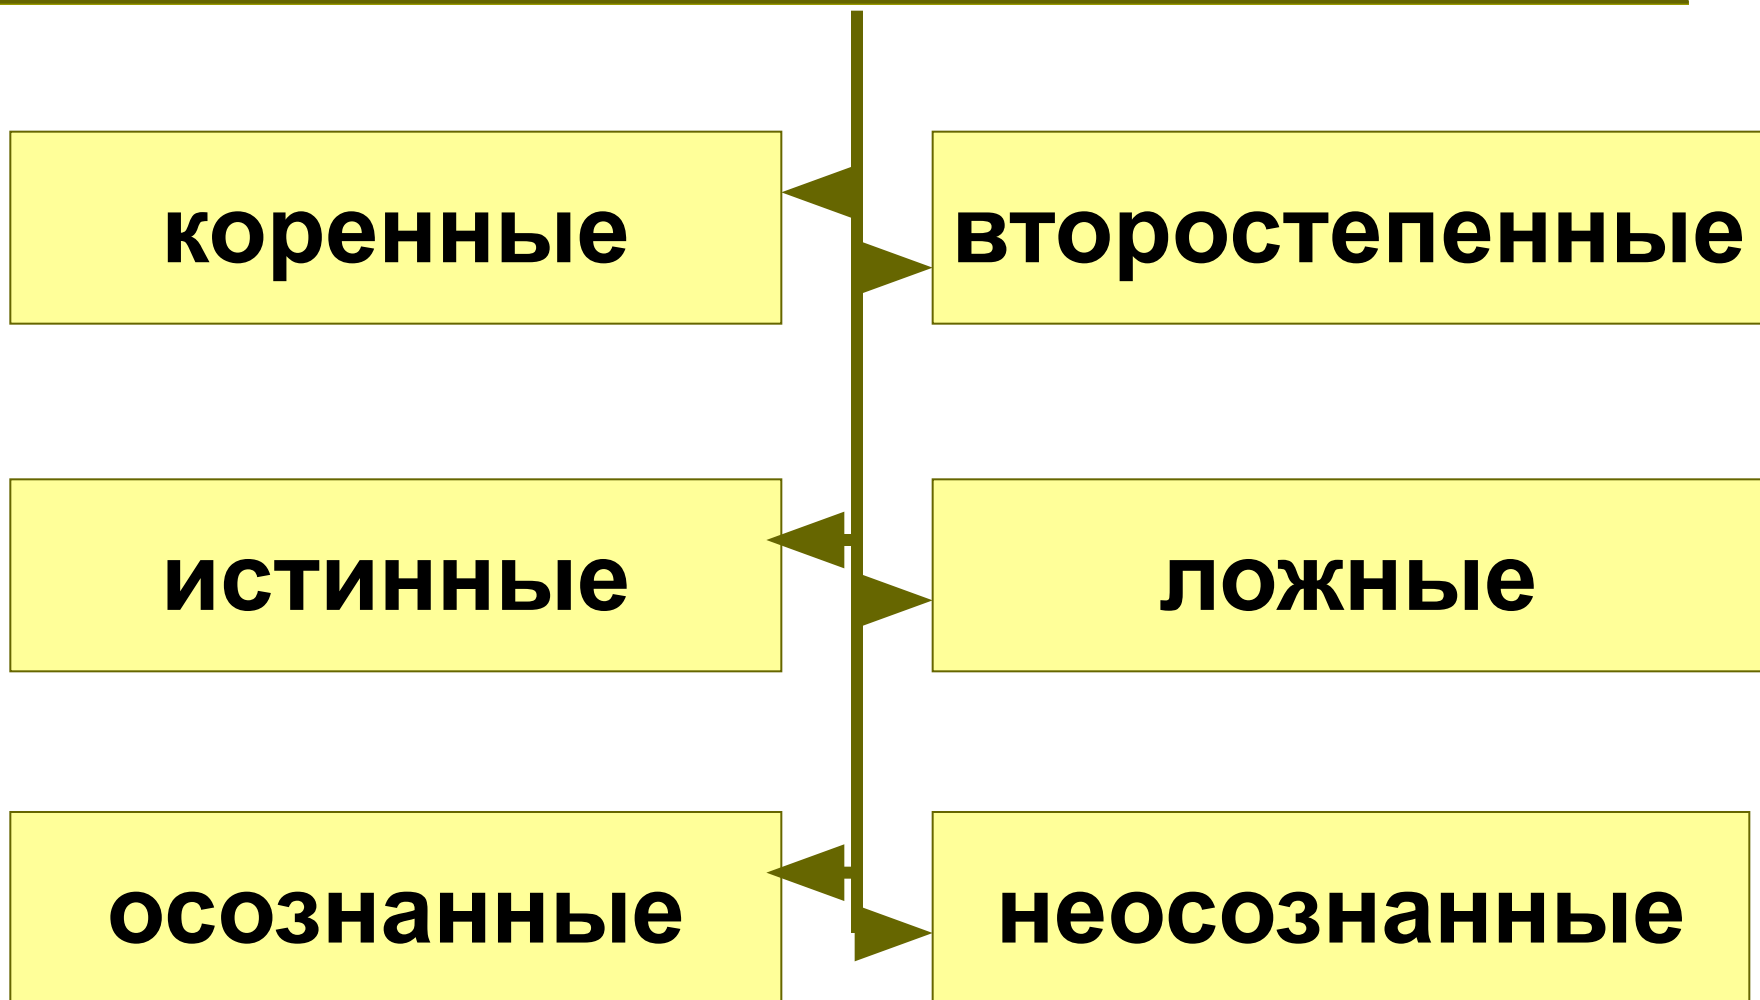 коренные
второстепенные
истинные
ложные
осознанные
неосознанные